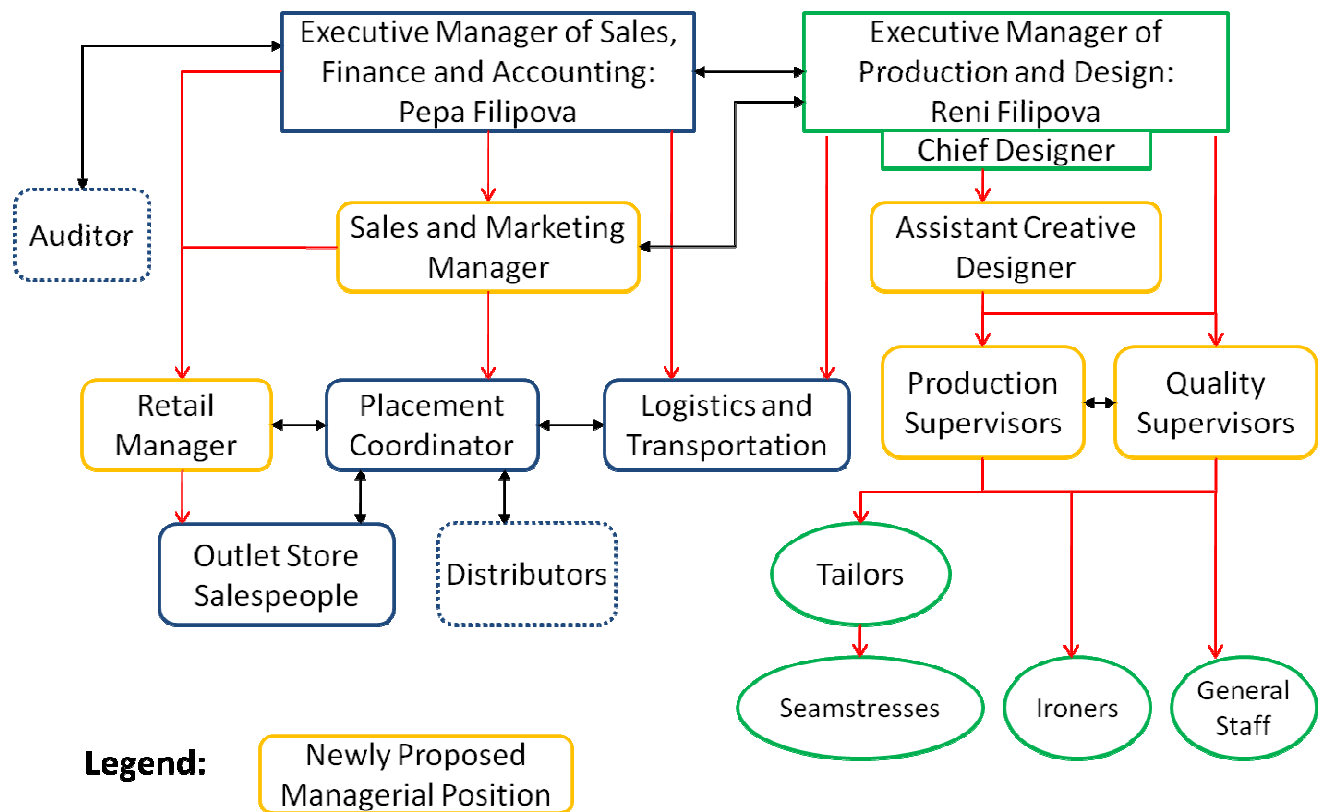 Executive Manager of Sales,
Finance and Accounting:
Pepa Filipova
Executive Manager of
Production and Design:
Reni Filipova
Chief Designer
Auditor
Sales and Marketing
Manager
Assistant Creative
Designer
Retail
Manager
Placement
Coordinator
Logistics and
Transportation
Production
Supervisors
Quality
Supervisors
Outlet Store
Salespeople
Distributors
Tailors
Seamstresses
Ironers
General
Staff
Legend:
Newly Proposed
Managerial Position